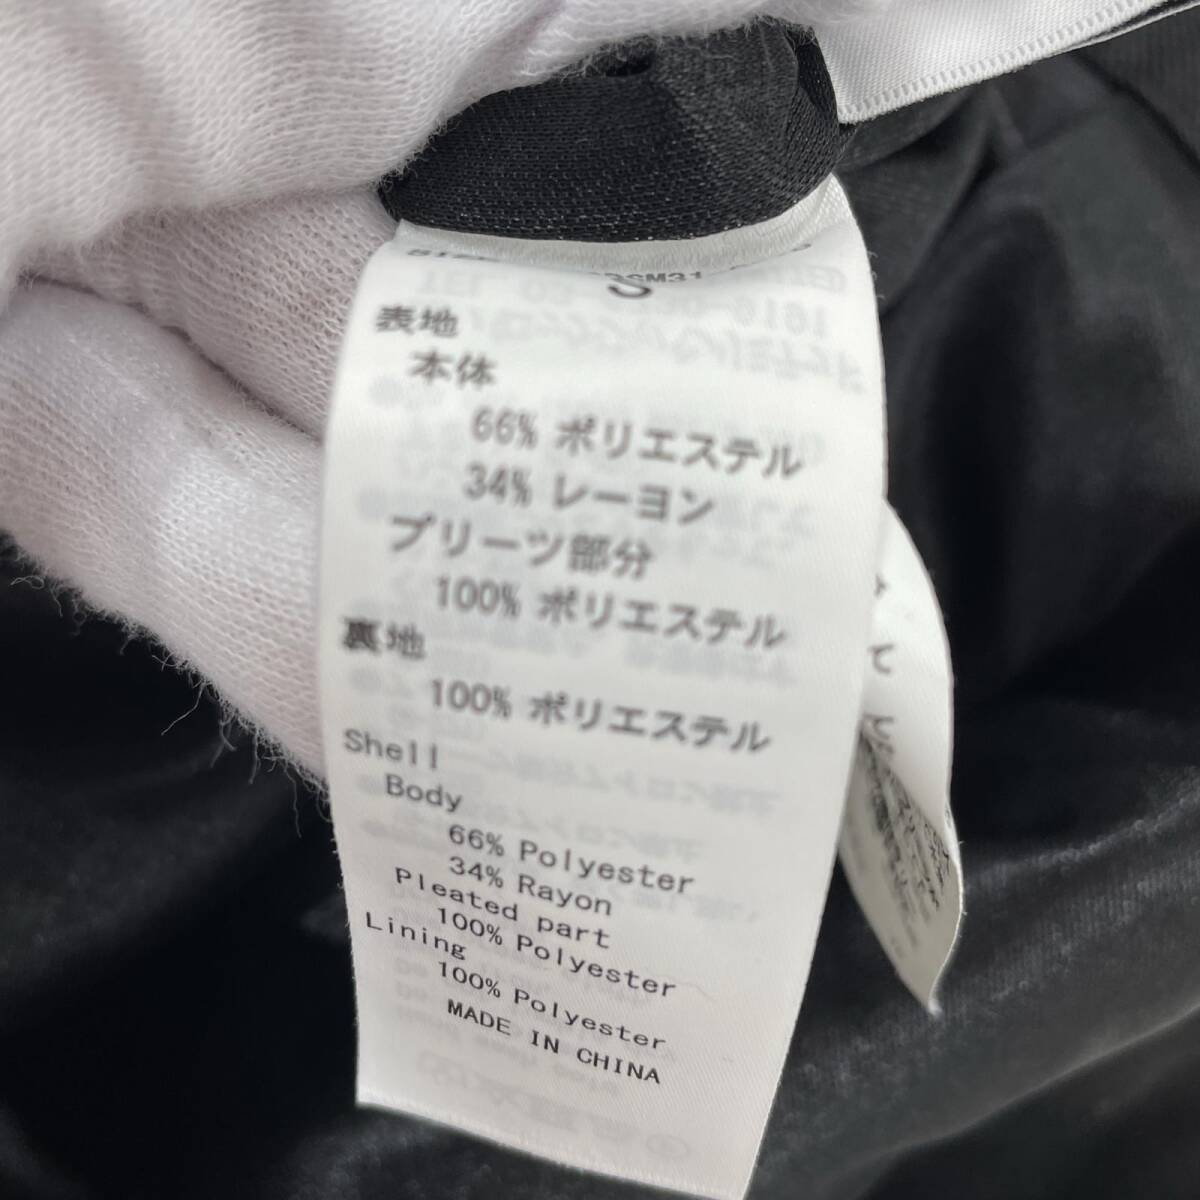 S
表地
本体
66% ポリエステル
34% レーヨン
プリーツ部分
100% ポリエステル
裏地
100% ポリエステル
Shell
Body
66% Polyester
34% Rayon
Pleated part
100% Polyester
Lining
100% Polyester
MADE IN CHINA